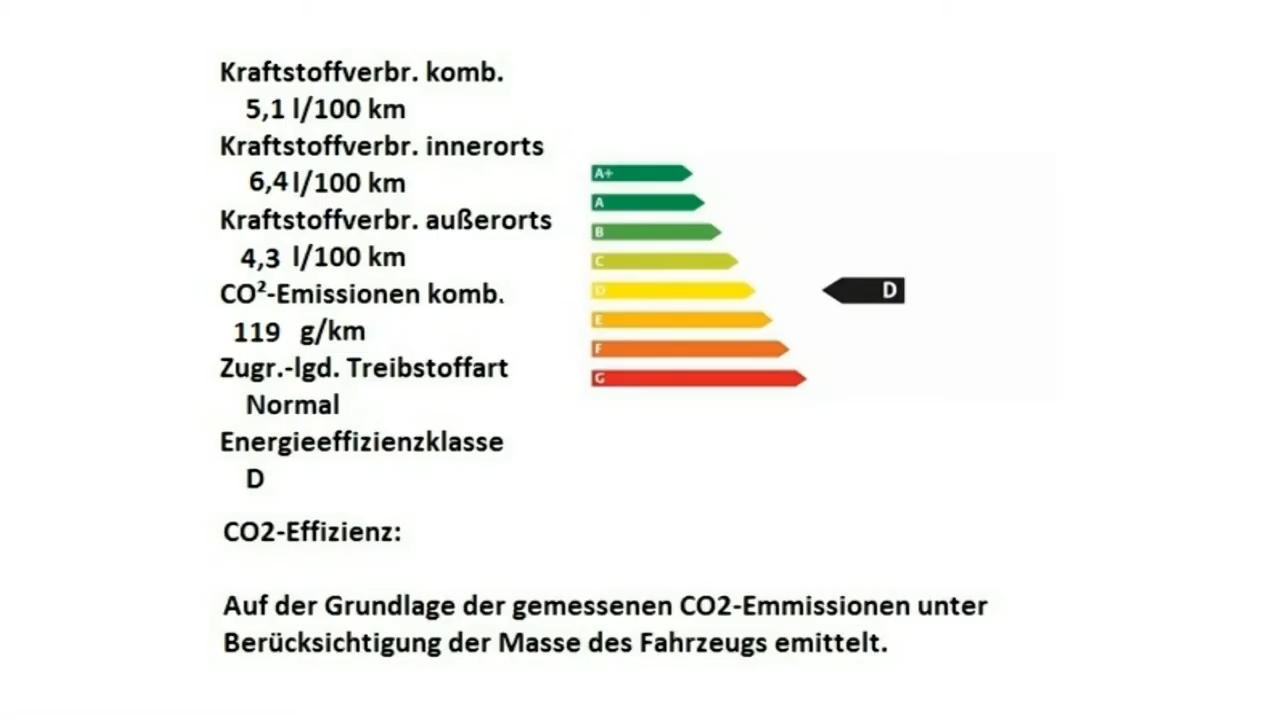 Kraftstoffverbr. komb.
5,1 l/100 km
Kraftstoffverbr. innerorts
6,4 l/100 km
Kraftstoffverbr. außerorts
4,3 l/100 km
CO²-Emissionen komb.
119 g/km
Zugr.-lgd. Treibstoffart
Normal
Energieeffizienzklasse
D
A+
A
B
C
D
D
E
F
G
CO2-Effizienz:
Auf der Grundlage der gemessenen CO2-Emmissionen unter
Berücksichtigung der Masse des Fahrzeugs emittelt.